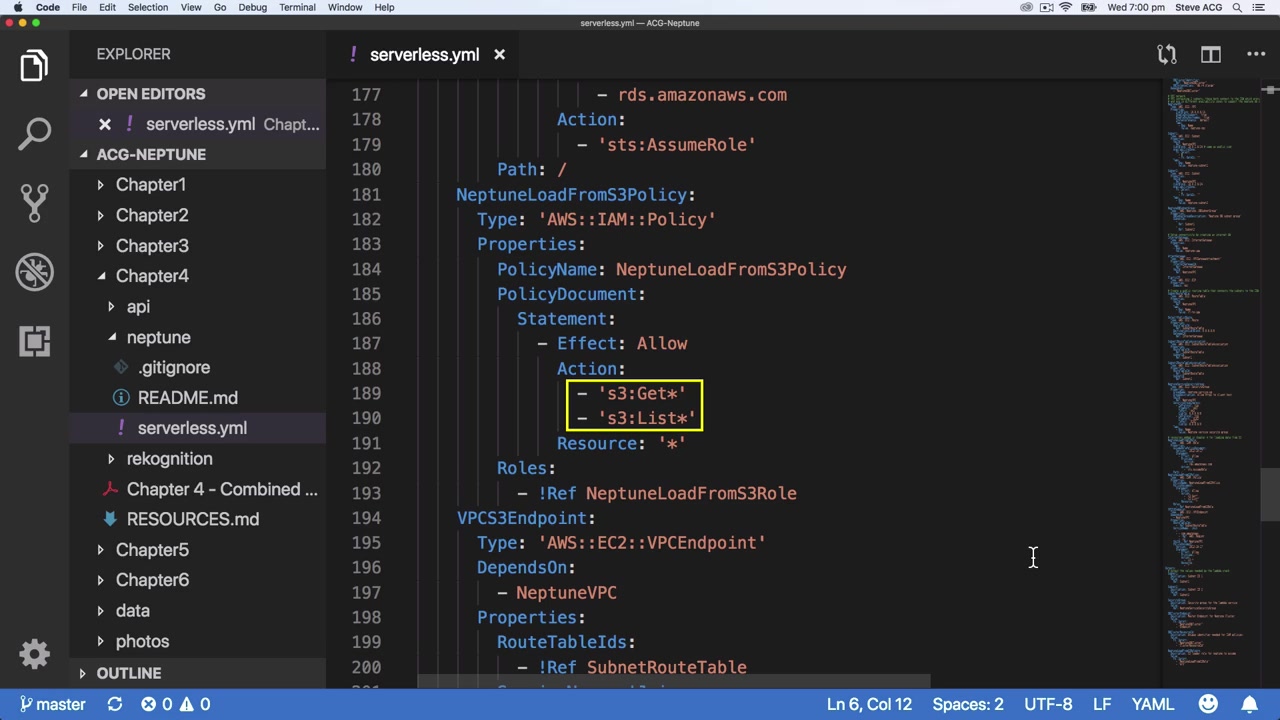 Code File Edit Selection View Go Debug Terminal Window Help Wed 7:00 pm Steve ACG
serverless.yml — ACG-Neptune
EXPLORER
OPEN EDITORS
! serverless.yml Chapt...
ACG-NEPTUNE
Chapter1
Chapter2
Chapter3
Chapter4
api
neptune
.gitignore
README.md
! serverless.yml
rekognition
Chapter 4 - Combined ...
RESOURCES.md
Chapter5
Chapter6
data
photos
UTLINE
! serverless.yml
177 - rds.amazonaws.com
178 Action:
179 - 'sts:AssumeRole'
180 Path: /
181 NeptuneLoadFromS3Policy:
182 Type: 'AWS::IAM::Policy'
183 Properties:
184 PolicyName: NeptuneLoadFromS3Policy
185 PolicyDocument:
186 Statement:
187 - Effect: Allow
188 Action:
189 - 's3:Get*'
190 - 's3:List*'
191 Resource: '*'
192 Roles:
193 - !Ref NeptuneLoadFromS3Role
194 VPCS3Endpoint:
195 Type: 'AWS::EC2::VPCEndpoint'
196 DependsOn:
197 - NeptuneVPC
198 Properties:
199 RouteTableIds:
200 - !Ref SubnetRouteTable
master 0 0 Ln 6, Col 12 Spaces: 2 UTF-8 LF YAML